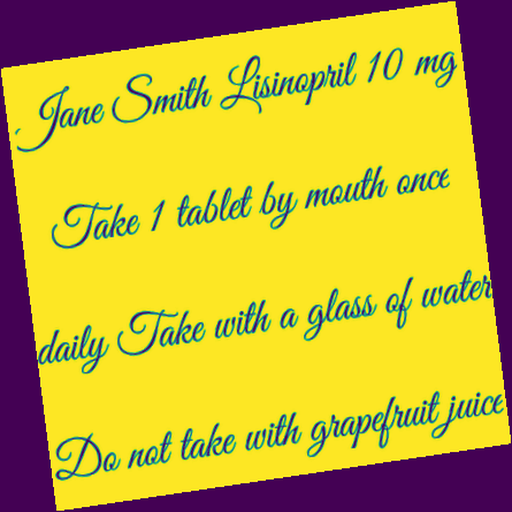 Jane Smith Lisinopril 10 mg
Take 1 tablet by mouth once
daily Take with a glass of water
Do not take with grapefruit juice